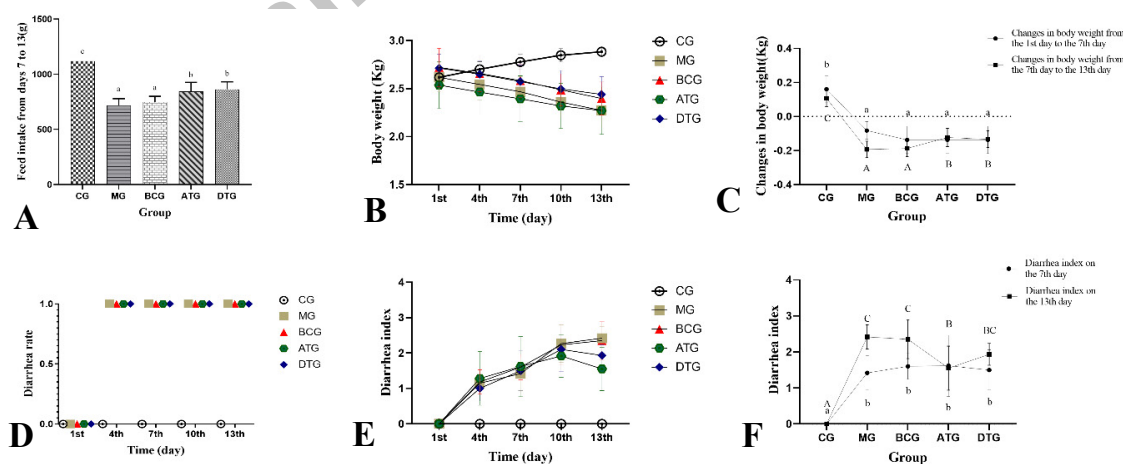 Feed intake from days 7 to 13(g)
1500
1000
500
0
c
a
a
b
b
CG MG BCG ATG DTG
Group
A
Body weight (Kg)
3.0
2.5
2.0
1.5
1st 4th 7th 10th 13th
Time (day)
CG
MG
BCG
ATG
DTG
B
Changes in body weight(Kg)
0.4
0.2
0.0
-0.2
-0.4
b
a
a
a
a
C
A
A
B
B
CG MG BCG ATG DTG
Group
Changes in body weight from
the 1st day to the 7th day
Changes in body weight from
the 7th day to the 13th day
C
Diarrhea rate
1.0
0.5
0.0
1st 4th 7th 10th 13th
Time (day)
CG
MG
BCG
ATG
DTG
D
Diarrhea index
4
3
2
1
0
1st 4th 7th 10th 13th
Time (day)
CG
MG
BCG
ATG
DTG
E
Diarrhea index
4
3
2
1
0
A
a
C
C
B
BC
b
b
b
b
CG MG BCG ATG DTG
Group
Diarrhea index on
the 7th day
Diarrhea index on
the 13th day
F